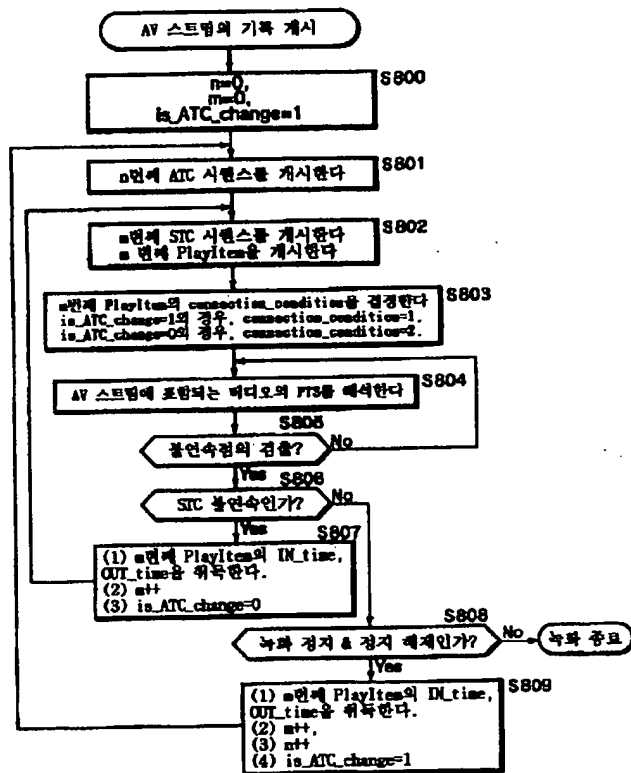 AV 스트림의 기록 개시
S800
n=0,
m=0,
is_ATC_change=1
S801
n번째 ATC 시퀀스를 개시한다
S802
m번째 STC 시퀀스를 개시한다
m 번째 PlayItem을 개시한다
S803
m번째 PlayItem의 connection_condition을 결정한다
is_ATC_change=1의 경우, connection_condition=1,
is_ATC_change=0의 경우, connection_condition=2.
S804
AV 스트림에 포함되는 비디오의 PTS를 해석한다
S805
불연속점의 검출?
No
Yes
S806
STC 불연속인가?
No
Yes
S807
(1) m번째 PlayItem의 IN_time,
OUT_time을 취득한다.
(2) m++
(3) is_ATC_change=0
S808
녹화 정지 & 정지 해제인가?
No
녹화 종료
Yes
S809
(1) m번째 PlayItem의 IN_time,
OUT_time을 취득한다.
(2) m++,
(3) n++
(4) is_ATC_change=1